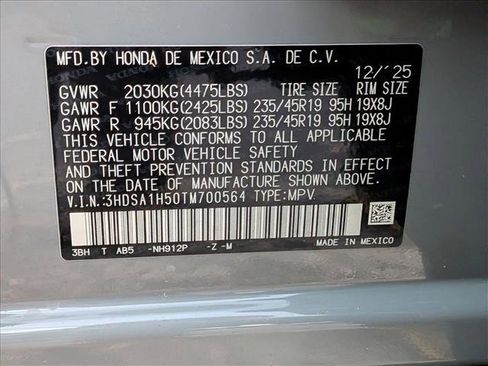 MFD.BY HONDA DE MEXICO S.A. DE C.V.
12/'25
GVWR 2030KG(4475LBS) TIRE SIZE RIM SIZE
GAWR F 1100KG(2425LBS) 235/45R19 95H 19X8J
GAWR R 945KG(2083LBS) 235/45R19 95H 19X8J
THIS VEHICLE CONFORMS TO ALL APPLICABLE
FEDERAL MOTOR VEHICLE SAFETY
AND THEFT PREVENTION STANDARDS IN EFFECT
ON THE DATE OF MANUFACTURE SHOWN ABOVE.
V.I.N:3HDSA1H50TM700564 TYPE:MPV
3BH T AB5 -NH912P -Z-M
MADE IN MEXICO